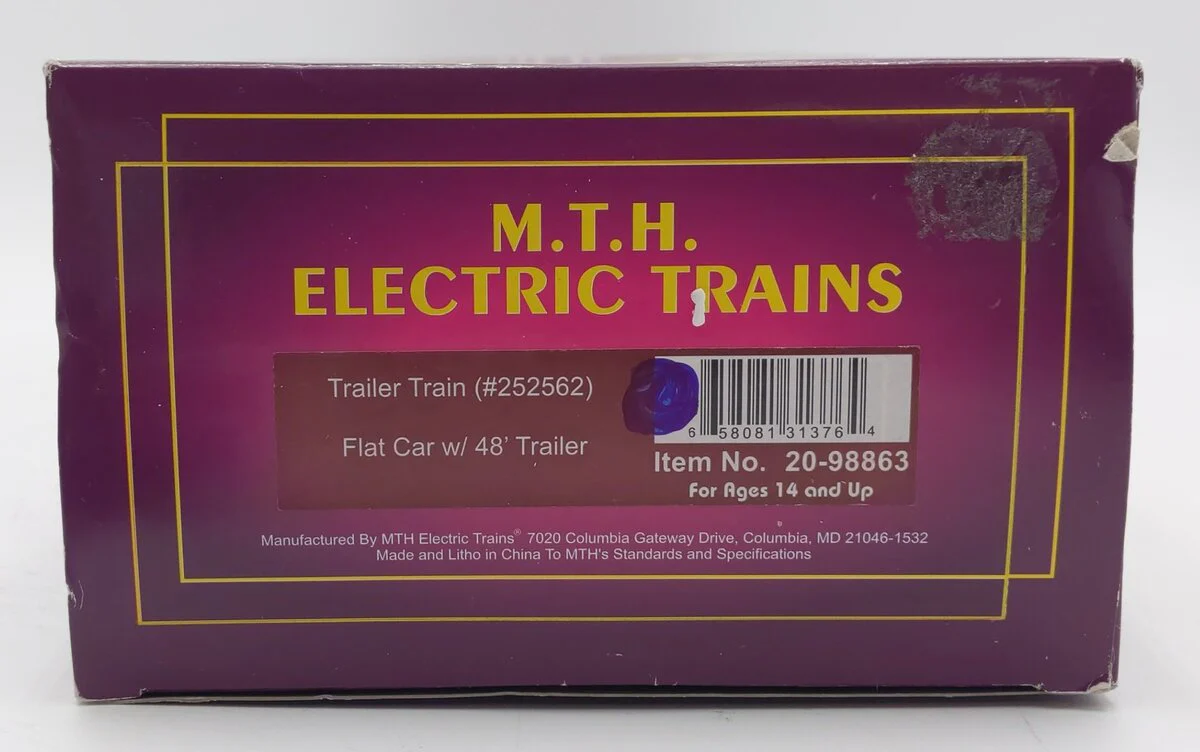 M.T.H.
ELECTRIC TRAINS
Trailer Train (#252562)
Flat Car w/ 48' Trailer
6 58081 31376 4
Item No. 20-98863
For Ages 14 and Up
Manufactured By MTH Electric Trains® 7020 Columbia Gateway Drive, Columbia, MD 21046-1532
Made and Litho in China To MTH's Standards and Specifications